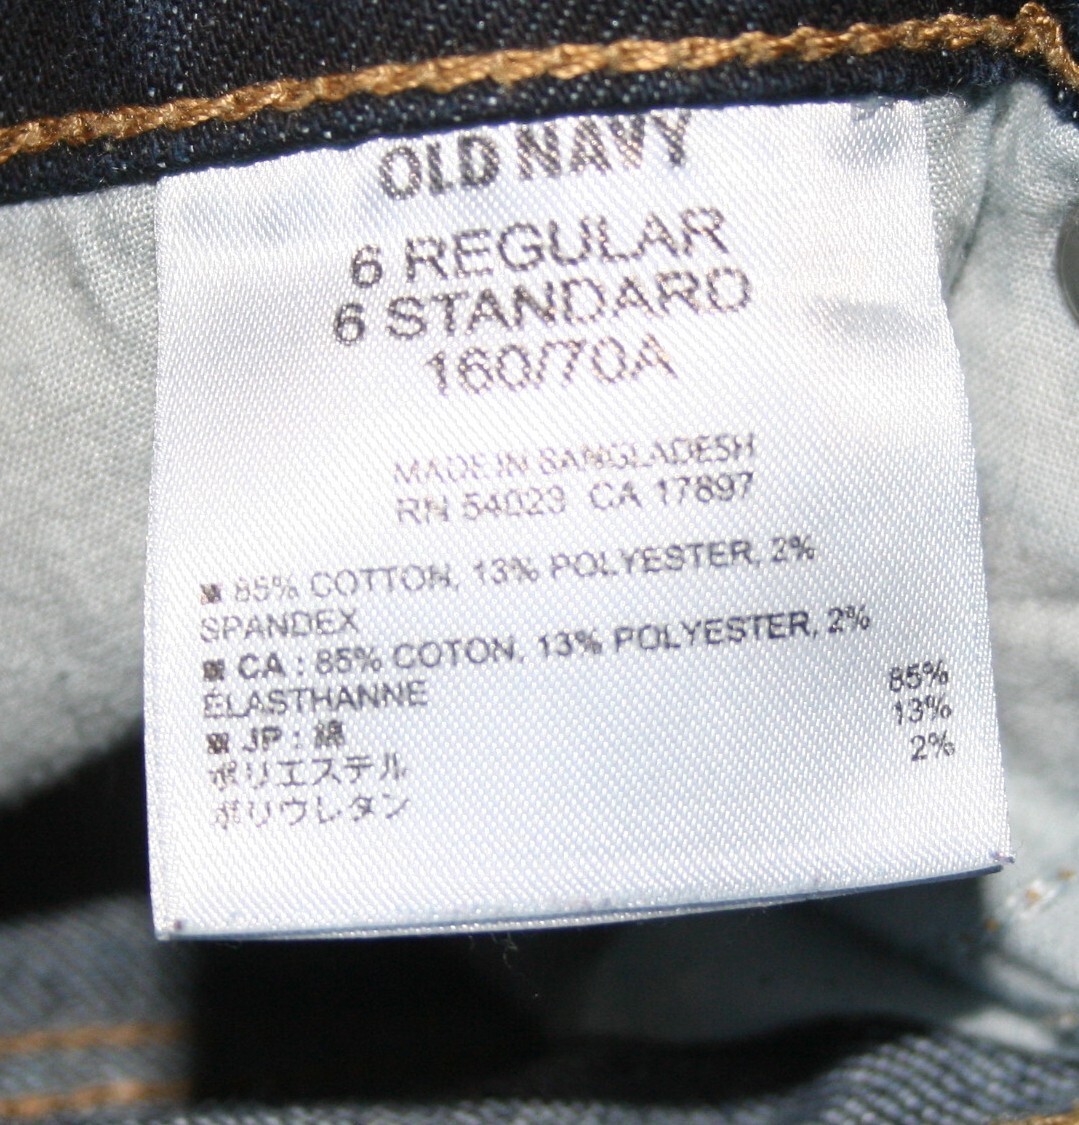 OLD NAVY
6 REGULAR
6 STANDARD
160/70A
MADE IN BANGLADESH
RN 54023 CA 17897
■ 85% COTTON, 13% POLYESTER, 2%
SPANDEX
■ CA : 85% COTON, 13% POLYESTER, 2%
ÉLASTHANNE
■ JP : 綿 85%
ポリエステル 13%
ポリウレタン 2%